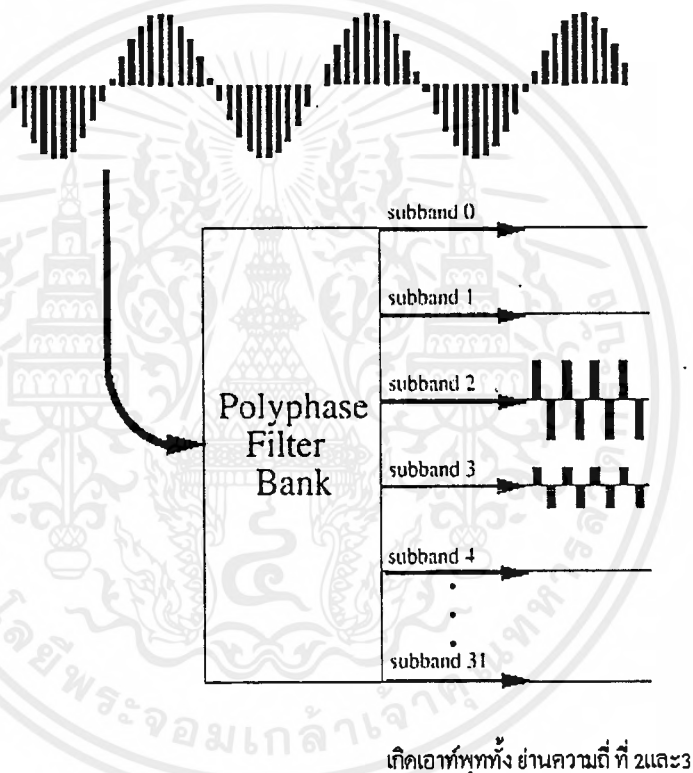 subband 0
subband 1
subband 2
Polyphase
Filter
Bank
subband 3
subband 4
subband 31
เกิดเอาท์พุททั้ง ย่านความถี่ ที่ 2และ3